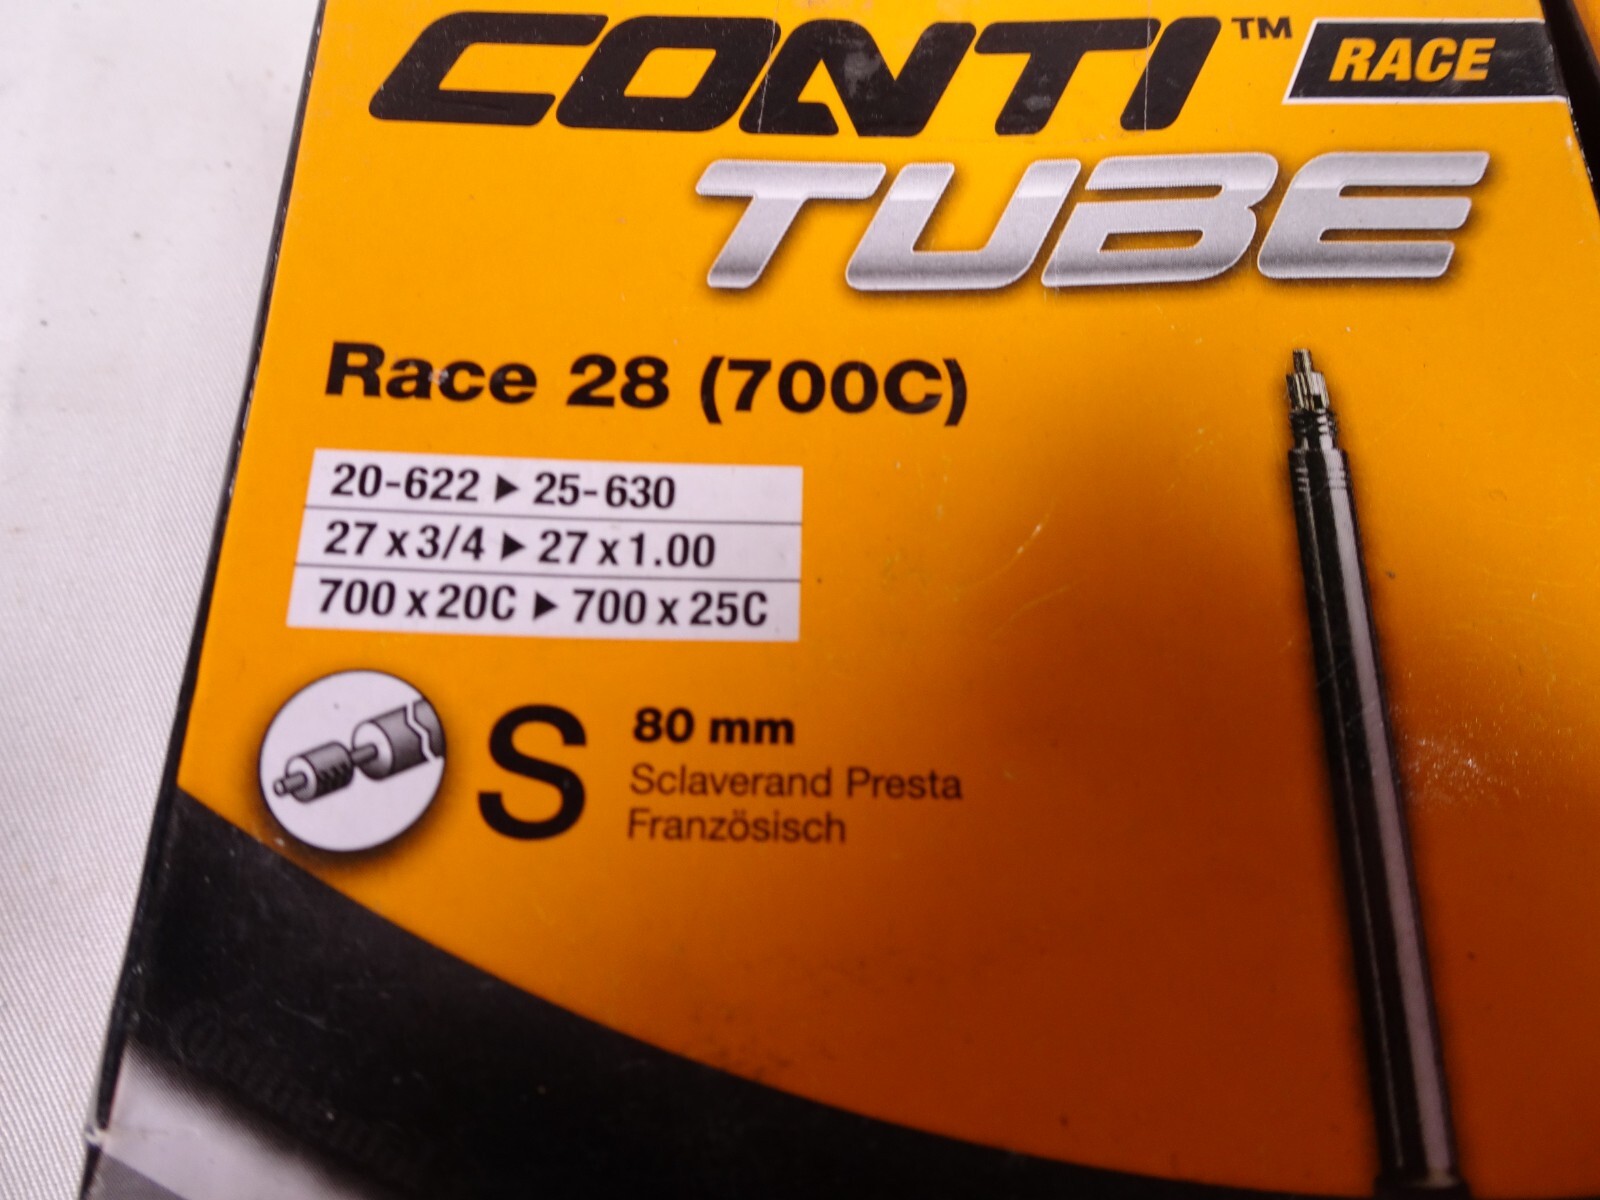 CONTI™ RACE
TUBE
Race 28 (700C)
20-622 ▶ 25-630
27 x 3/4 ▶ 27 x 1.00
700 x 20C ▶ 700 x 25C
S 80 mm
Sclaverand Presta
Französisch
Continental